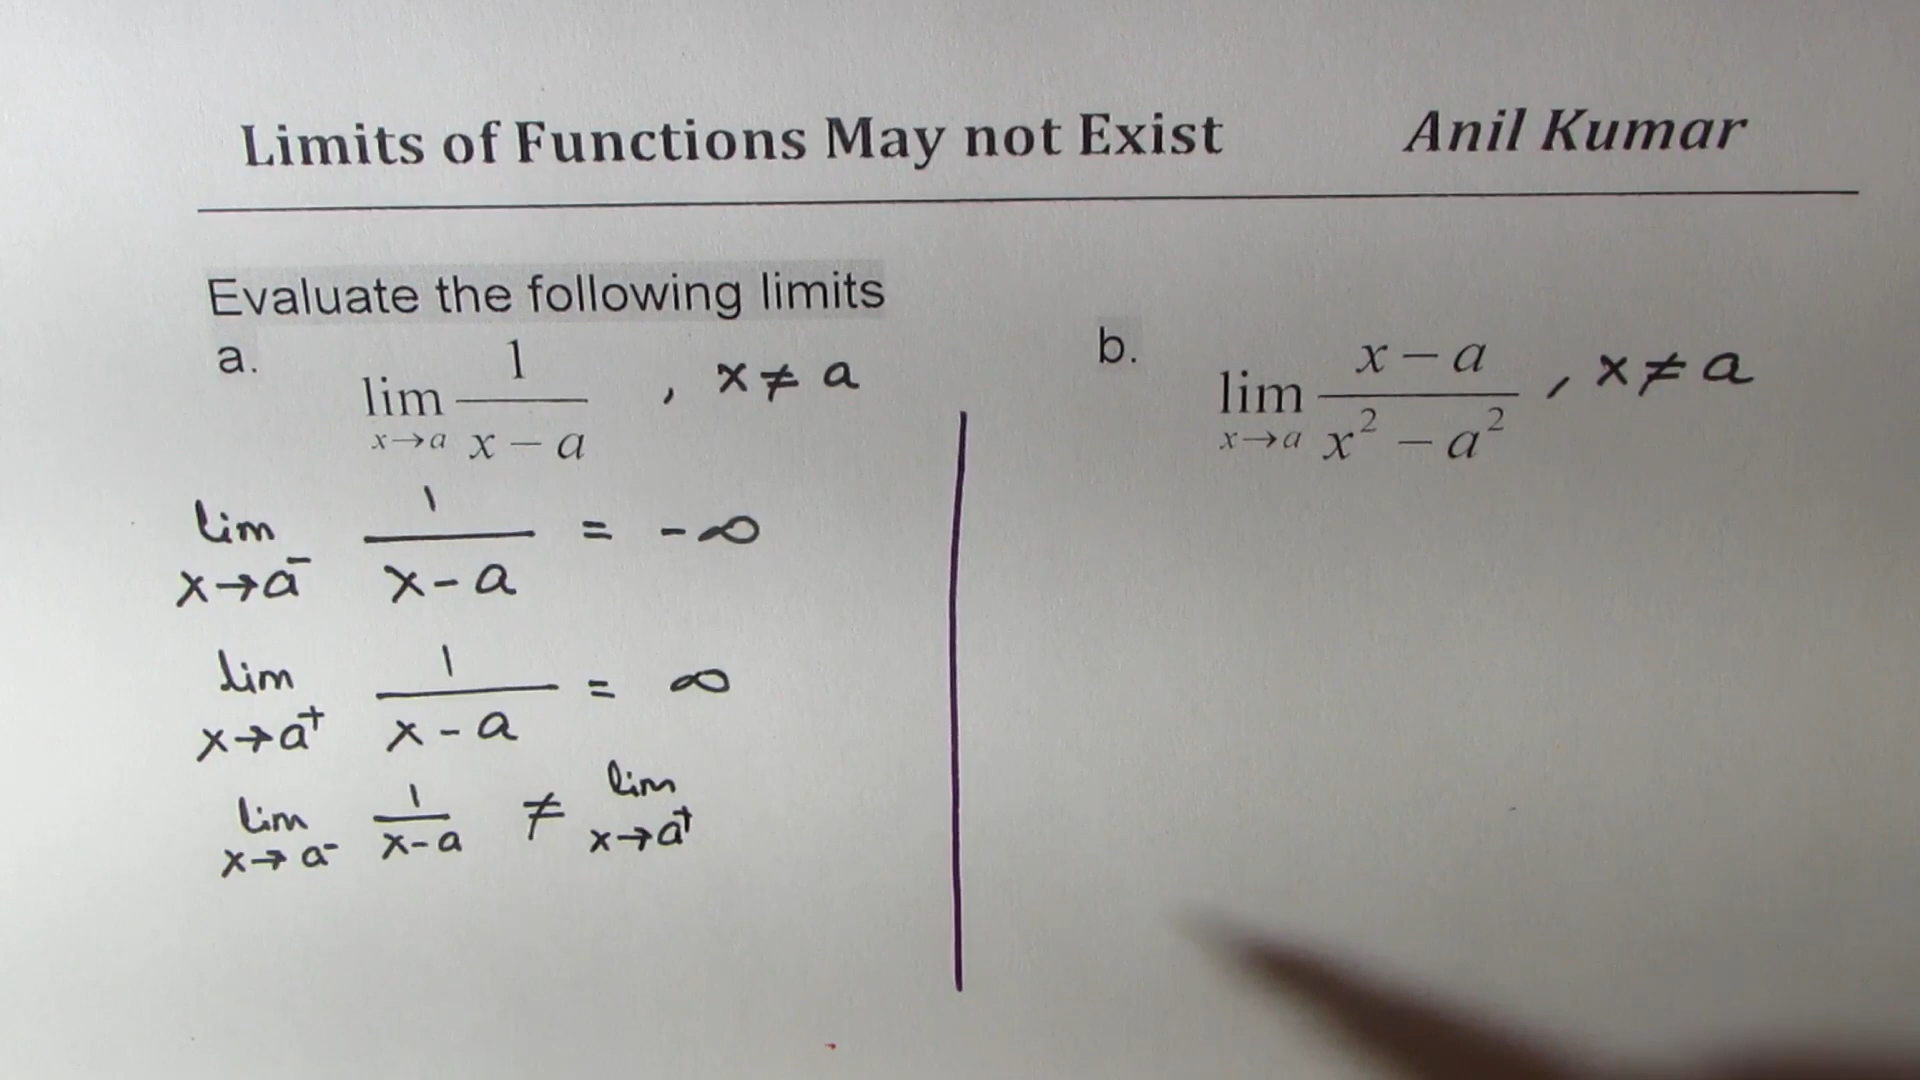 Limits of Functions May not Exist Anil Kumar
Evaluate the following limits
a. lim x→a 1/(x − a) , x ≠ a
lim x→a⁻ 1/(x-a) = -∞
lim x→a⁺ 1/(x-a) = ∞
lim x→a⁻ 1/(x-a) ≠ lim x→a⁺
b. lim x→a (x − a)/(x² − a²) , x ≠ a